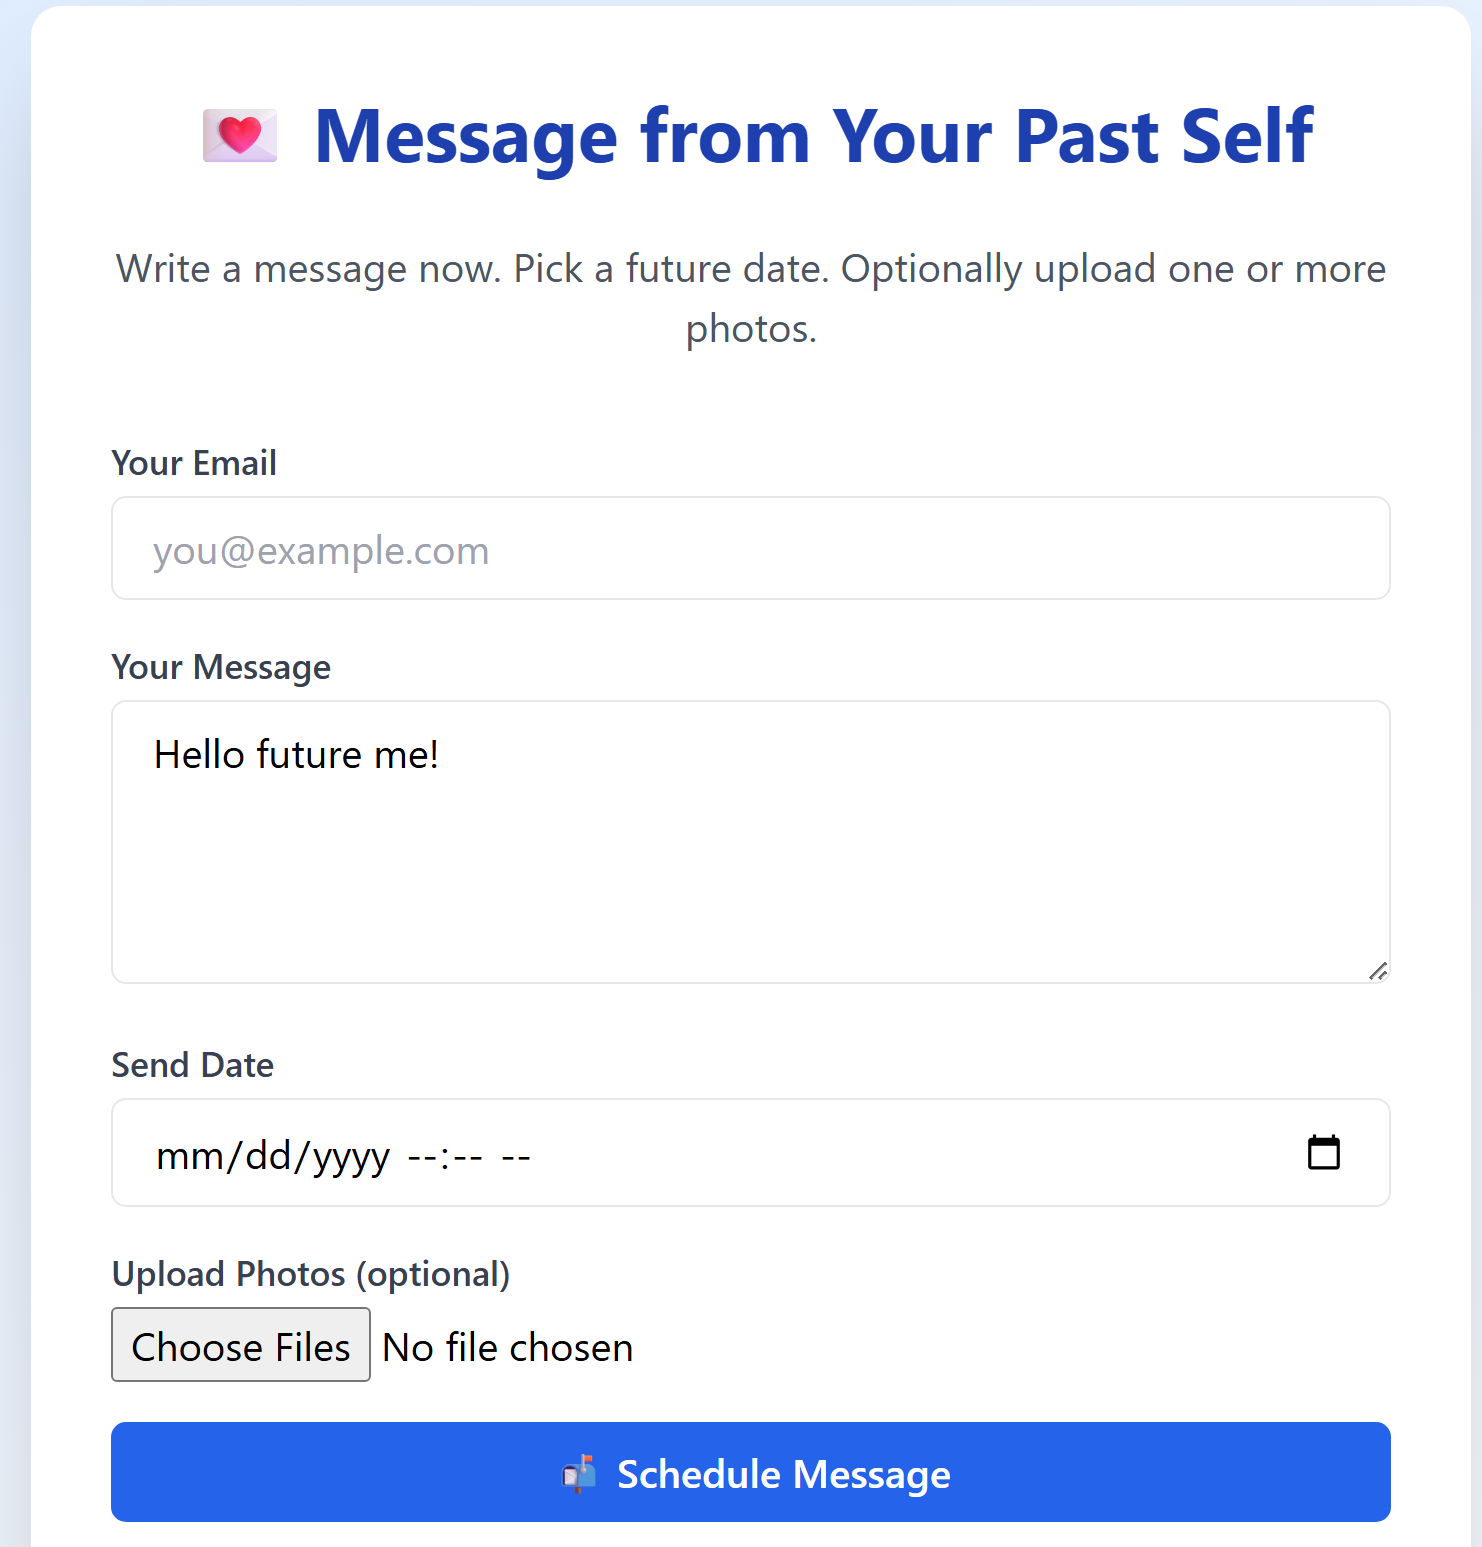 💌 Message from Your Past Self
Write a message now. Pick a future date. Optionally upload one or more
photos.
Your Email
you@example.com
Your Message
Hello future me!
Send Date
mm/dd/yyyy --:-- --
Upload Photos (optional)
Choose Files No file chosen
📬 Schedule Message